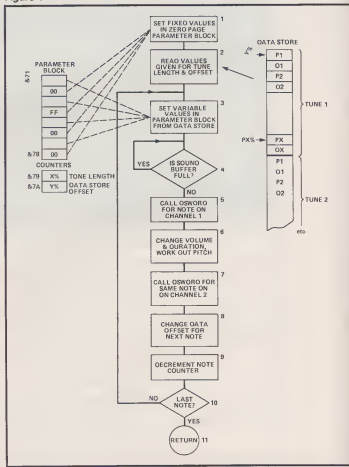 1
SET FIXED VALUES
IN ZERO PAGE
PARAMETER BLOCK
2
READ VALUES
GIVEN FOR TUNE
LENGTH & OFFSET
3
SET VARIABLE
VALUES IN
PARAMETER BLOCK
FROM DATA STORE
YES
IS SOUND
BUFFER
FULL?
4
NO
5
CALL OSWORD
FOR NOTE ON
CHANNEL 1
6
CHANGE VOLUME
& DURATION,
WORK OUT PITCH
7
CALL OSWORD FOR
SAME NOTE ON
ON CHANNEL 2
8
CHANGE DATA
OFFSET FOR
NEXT NOTE
9
DECREMENT NOTE
COUNTER
NO
LAST
NOTE?
10
YES
RETURN
11
PARAMETER
BLOCK
&71
00
FF
00
&78
00
COUNTERS
&79
X%
TONE LENGTH
&7A
Y%
DATA STORE
OFFSET
DATA STORE
Y%
P1
O1
P2
O2
TUNE 1
PX%
PX
OX
P1
O1
P2
O2
TUNE 2
etc